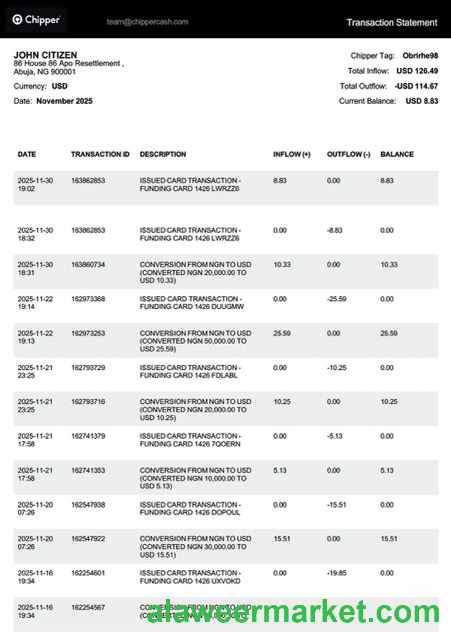 Chipper
team@chippercash.com
Transaction Statement
JOHN CITIZEN
86 House 86 Apo Resettlement ,
Abuja, NG 900001
Currency: USD
Date: November 2025
Chipper Tag: Obrirhe98
Total Inflow: USD 126.49
Total Outflow: -USD 114.67
Current Balance: USD 8.83
DATE TRANSACTION ID DESCRIPTION INFLOW (+) OUTFLOW (-) BALANCE
2025-11-30 163862853 ISSUED CARD TRANSACTION - 8.83 0.00 8.83
19:02 FUNDING CARD 1426 LWRZZ6
2025-11-30 163862853 ISSUED CARD TRANSACTION - 0.00 -8.83 0.00
18:32 FUNDING CARD 1426 LWRZZ6
2025-11-30 163860734 CONVERSION FROM NGN TO USD 10.33 0.00 10.33
18:31 (CONVERTED NGN 20,000.00 TO
USD 10.33)
2025-11-22 162973368 ISSUED CARD TRANSACTION - 0.00 -25.59 0.00
19:14 FUNDING CARD 1426 DUUGMW
2025-11-22 162973253 CONVERSION FROM NGN TO USD 25.59 0.00 25.59
19:13 (CONVERTED NGN 50,000.00 TO
USD 25.59)
2025-11-21 162793729 ISSUED CARD TRANSACTION - 0.00 -10.25 0.00
23:25 FUNDING CARD 1426 FDLABL
2025-11-21 162793716 CONVERSION FROM NGN TO USD 10.25 0.00 10.25
23:25 (CONVERTED NGN 20,000.00 TO
USD 10.25)
2025-11-21 162741379 ISSUED CARD TRANSACTION - 0.00 -5.13 0.00
17:58 FUNDING CARD 1426 7QOERN
2025-11-21 162741353 CONVERSION FROM NGN TO USD 5.13 0.00 5.13
17:58 (CONVERTED NGN 10,000.00 TO
USD 5.13)
2025-11-20 162547938 ISSUED CARD TRANSACTION - 0.00 -15.51 0.00
07:26 FUNDING CARD 1426 DOPOUL
2025-11-20 162547922 CONVERSION FROM NGN TO USD 15.51 0.00 15.51
07:26 (CONVERTED NGN 30,000.00 TO
USD 15.51)
2025-11-16 162254601 ISSUED CARD TRANSACTION - 0.00 -19.85 0.00
19:34 FUNDING CARD 1426 UXVOKD
2025-11-16 162254567 CONVERSION FROM NGN TO USD
19:34
alawoermarket.com